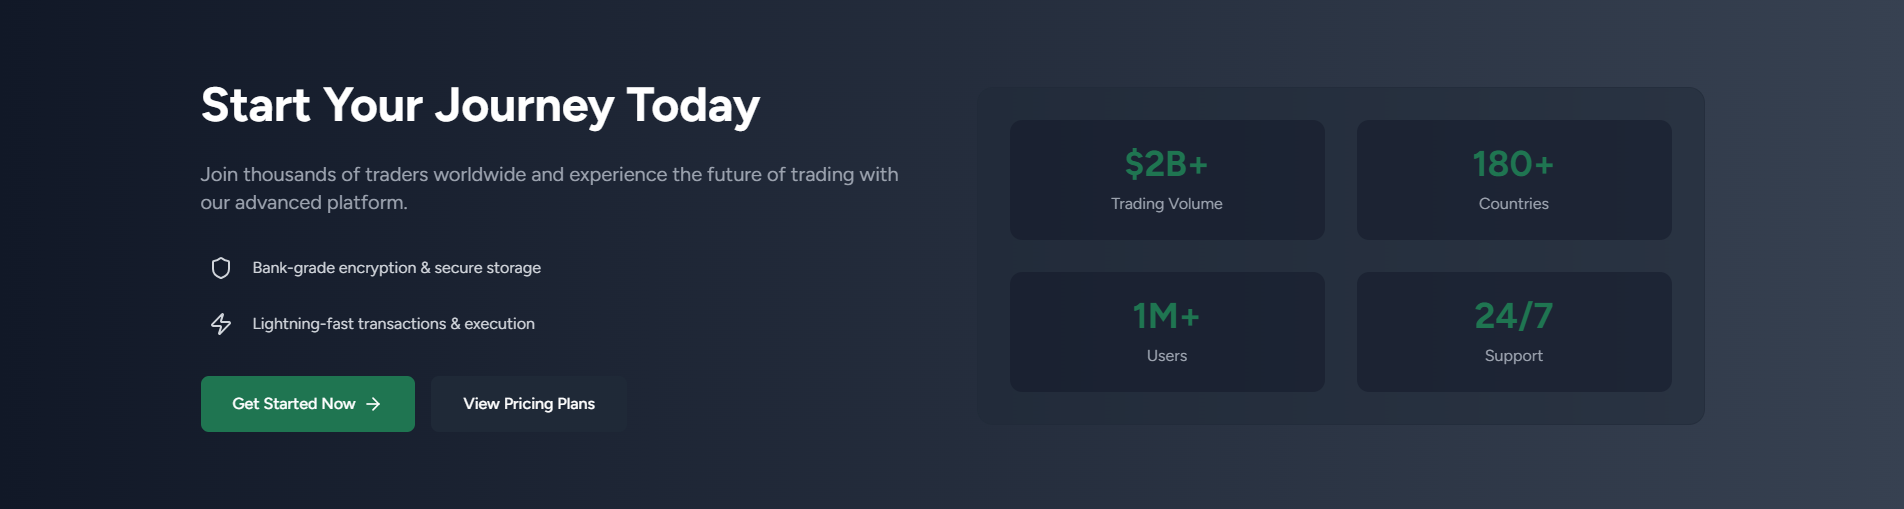 Start Your Journey Today
Join thousands of traders worldwide and experience the future of trading with
our advanced platform.
Bank-grade encryption & secure storage
Lightning-fast transactions & execution
Get Started Now
View Pricing Plans
$2B+
Trading Volume
180+
Countries
1M+
Users
24/7
Support